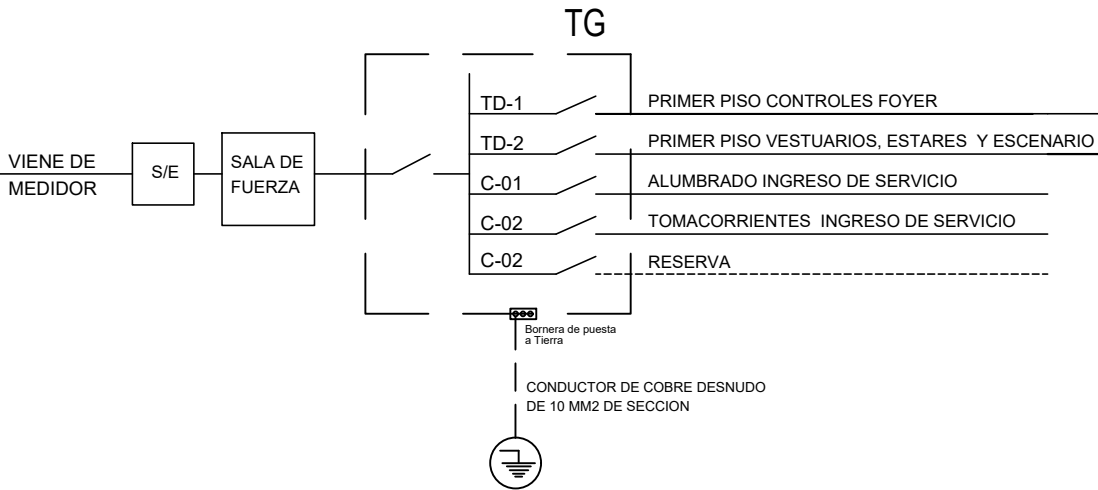 TG
VIENE DE
MEDIDOR
S/E
SALA DE
FUERZA
TD-1 PRIMER PISO CONTROLES FOYER
TD-2 PRIMER PISO VESTUARIOS, ESTARES Y ESCENARIO
C-01 ALUMBRADO INGRESO DE SERVICIO
C-02 TOMACORRIENTES INGRESO DE SERVICIO
C-02 RESERVA
Bornera de puesta
a Tierra
CONDUCTOR DE COBRE DESNUDO
DE 10 MM2 DE SECCION